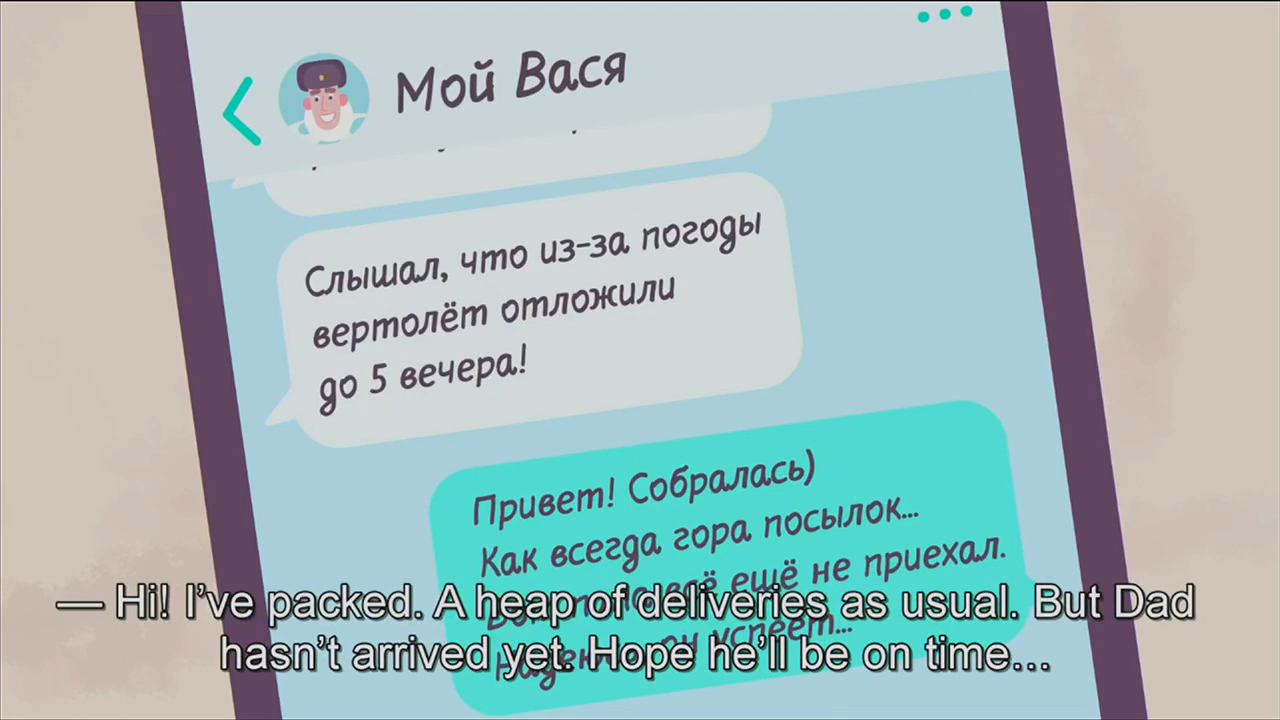 Мой Вася
Слышал, что из-за погоды
вертолёт отложили
до 5 вечера!
Привет! Собралась)
Как всегда гора посылок...
всё ещё не приехал.
успеет...
— Hi! I've packed. A heap of deliveries as usual. But Dad
hasn't arrived yet. Hope he'll be on time...